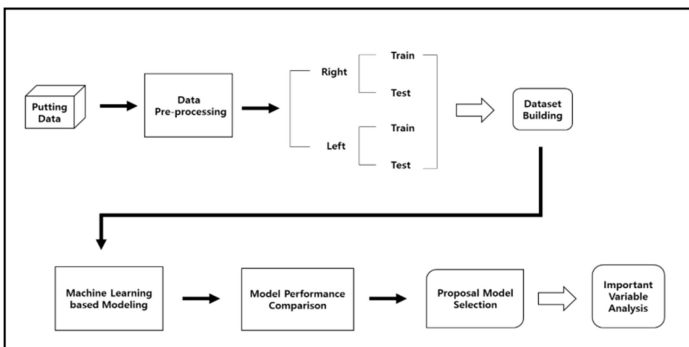 Putting
Data
Data
Pre-processing
Right
Train
Test
Left
Train
Test
Dataset
Building
Machine Learning
based Modeling
Model Performance
Comparison
Proposal Model
Selection
Important
Variable
Analysis